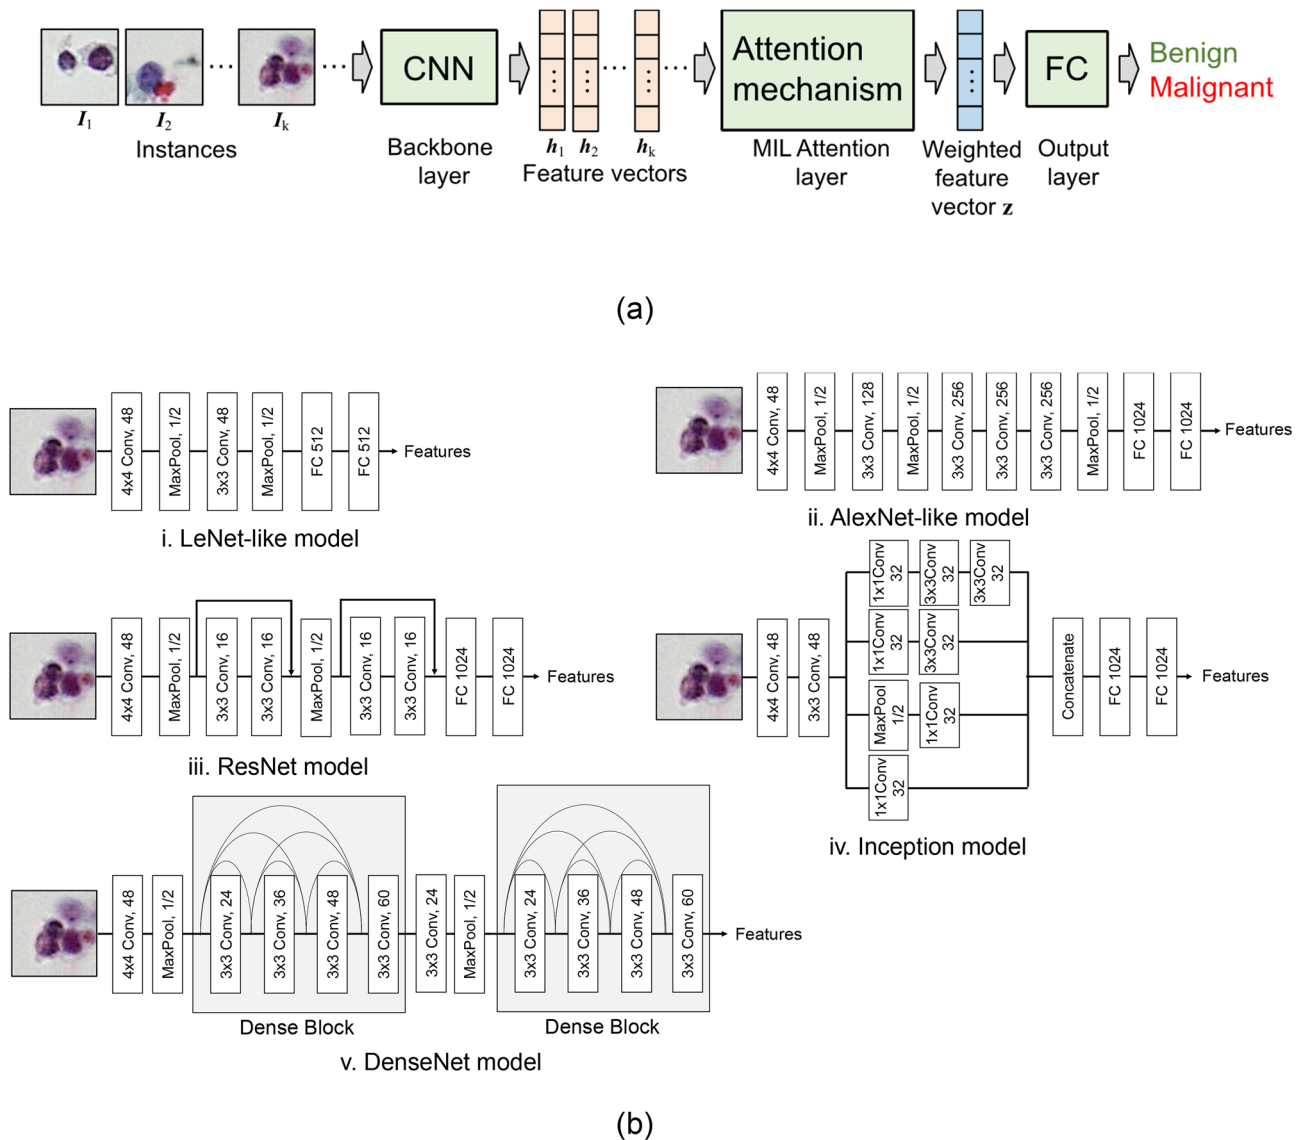 I1
I2
...
Ik
...
Instances
CNN
Backbone
layer
h1
h2
...
hk
...
Feature vectors
Attention
mechanism
MIL Attention
layer
Weighted
feature
vector z
FC
Output
layer
Benign
Malignant
(a)
4x4 Conv, 48
MaxPool, 1/2
3x3 Conv, 48
MaxPool, 1/2
FC 512
FC 512
Features
i. LeNet-like model
4x4 Conv, 48
MaxPool, 1/2
3x3 Conv, 128
MaxPool, 1/2
3x3 Conv, 256
3x3 Conv, 256
3x3 Conv, 256
MaxPool, 1/2
FC 1024
FC 1024
Features
ii. AlexNet-like model
4x4 Conv, 48
MaxPool, 1/2
3x3 Conv, 16
3x3 Conv, 16
MaxPool, 1/2
3x3 Conv, 16
3x3 Conv, 16
FC 1024
FC 1024
Features
iii. ResNet model
4x4 Conv, 48
3x3 Conv, 48
1x1Conv
32
3x3Conv
32
3x3Conv
32
1x1Conv
32
3x3Conv
32
MaxPool
1/2
1x1Conv
32
1x1Conv
32
Concatenate
FC 1024
FC 1024
Features
iv. Inception model
4x4 Conv, 48
MaxPool, 1/2
3x3 Conv, 24
3x3 Conv, 36
3x3 Conv, 48
3x3 Conv, 60
Dense Block
3x3 Conv, 24
MaxPool, 1/2
3x3 Conv, 24
3x3 Conv, 36
3x3 Conv, 48
3x3 Conv, 60
Dense Block
Features
v. DenseNet model
(b)